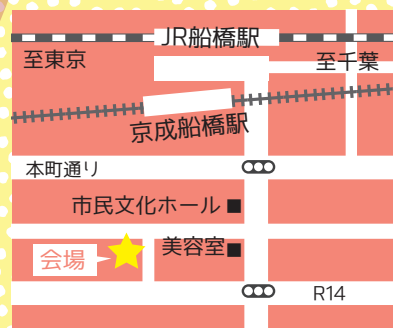 JR船橋駅
至東京
至千葉
京成船橋駅
本町通り
市民文化ホール
美容室
会場
R14